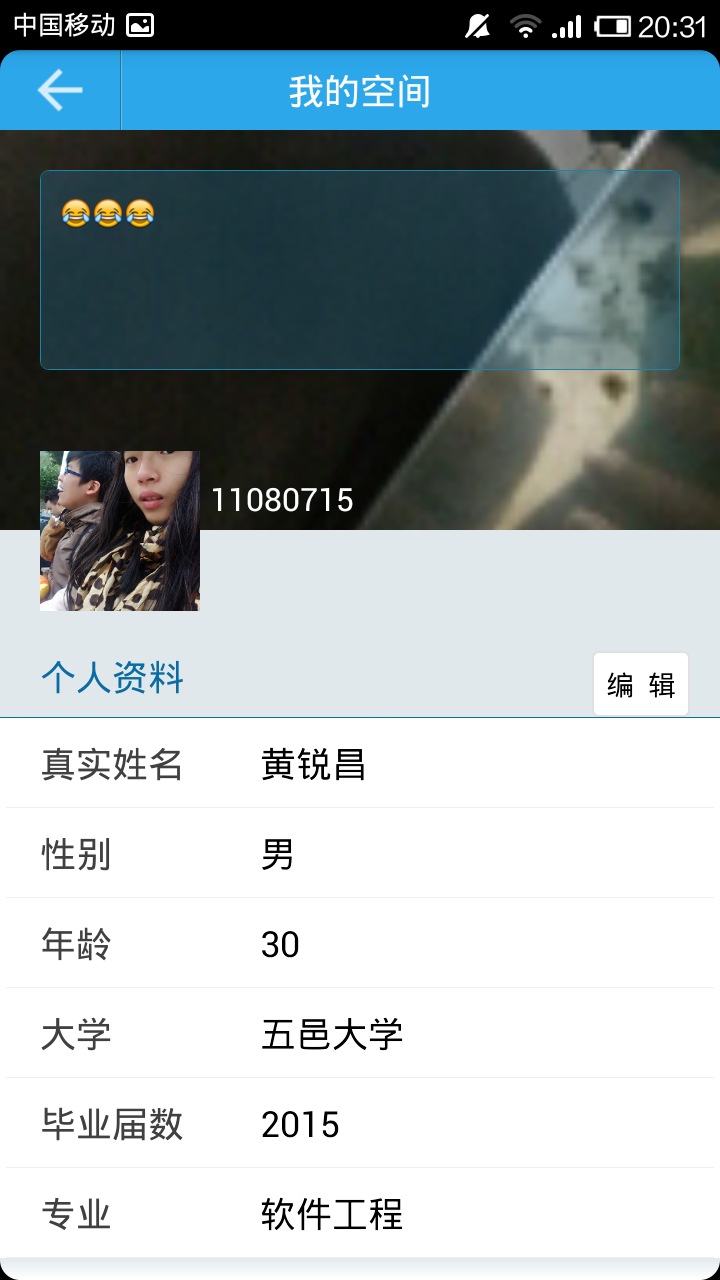 中国移动 20:31
我的空间
😂😂😂
11080715
个人资料 编 辑
真实姓名 黄锐昌
性别 男
年龄 30
大学 五邑大学
毕业届数 2015
专业 软件工程